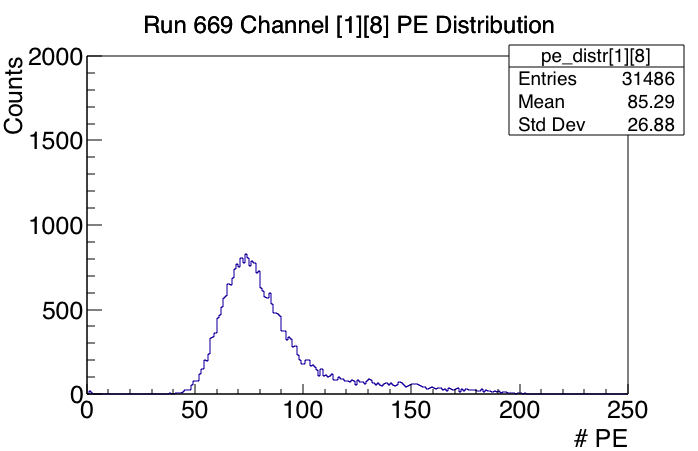 Run 669 Channel [1][8] PE Distribution
pe_distr[1][8]
Entries 31486
Mean 85.29
Std Dev 26.88
Counts
2000
1500
1000
500
0
0 50 100 150 200 250
# PE